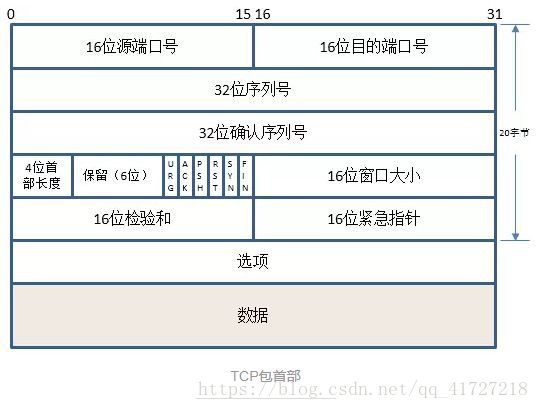 0 15 16 31
16位源端口号 16位目的端口号
32位序列号
20字节
32位确认序列号
4位首部长度 保留（6位） URG ACK PSH RST SYN FIN 16位窗口大小
16位检验和 16位紧急指针
选项
数据
TCP包首部
https://blog.csdn.net/qq_41727218